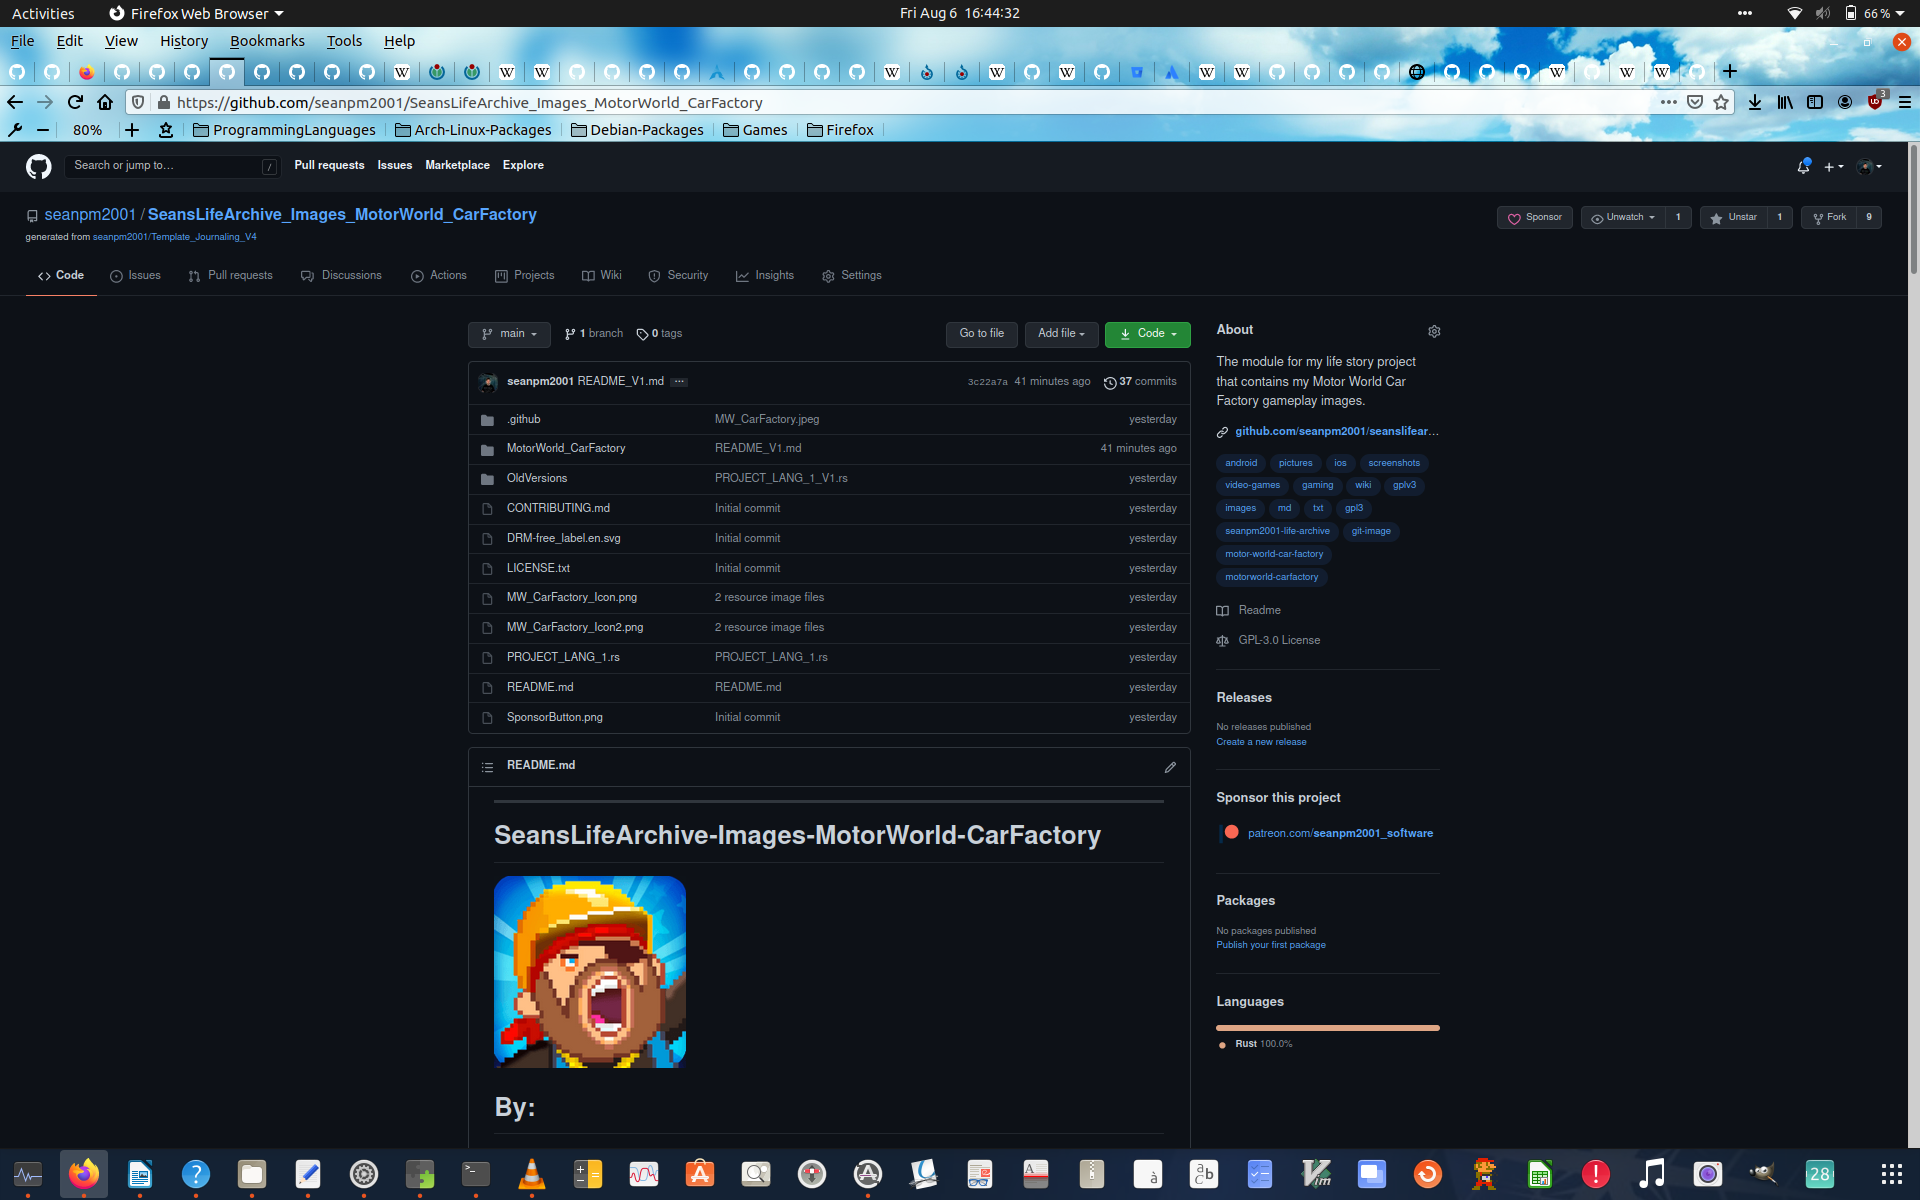 Activities Firefox Web Browser Fri Aug 6 16:44:32 66 %
File Edit View History Bookmarks Tools Help
https://github.com/seanpm2001/SeansLifeArchive_Images_MotorWorld_CarFactory 3
80% ProgrammingLanguages Arch-Linux-Packages Debian-Packages Games Firefox
Search or jump to… / Pull requests Issues Marketplace Explore
seanpm2001 / SeansLifeArchive_Images_MotorWorld_CarFactory Sponsor Unwatch 1 Unstar 1 Fork 9
generated from seanpm2001/Template_Journaling_V4
Code Issues Pull requests Discussions Actions Projects Wiki Security Insights Settings
main 1 branch 0 tags Go to file Add file Code
seanpm2001 README_V1.md ... 3c22a7a 41 minutes ago 37 commits
.github MW_CarFactory.jpeg yesterday
MotorWorld_CarFactory README_V1.md 41 minutes ago
OldVersions PROJECT_LANG_1_V1.rs yesterday
CONTRIBUTING.md Initial commit yesterday
DRM-free_label.en.svg Initial commit yesterday
LICENSE.txt Initial commit yesterday
MW_CarFactory_Icon.png 2 resource image files yesterday
MW_CarFactory_Icon2.png 2 resource image files yesterday
PROJECT_LANG_1.rs PROJECT_LANG_1.rs yesterday
README.md README.md yesterday
SponsorButton.png Initial commit yesterday
README.md
SeansLifeArchive-Images-MotorWorld-CarFactory
By:
About
The module for my life story project
that contains my Motor World Car
Factory gameplay images.
github.com/seanpm2001/seanslifear…
android pictures ios screenshots
video-games gaming wiki gplv3
images md txt gpl3
seanpm2001-life-archive git-image
motor-world-car-factory
motorworld-carfactory
Readme
GPL-3.0 License
Releases
No releases published
Create a new release
Sponsor this project
patreon.com/seanpm2001_software
Packages
No packages published
Publish your first package
Languages
Rust 100.0%
28